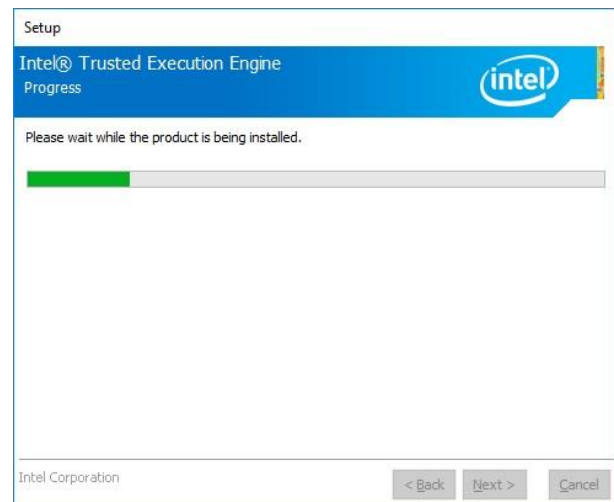 Setup
Intel® Trusted Execution Engine
Progress
intel
Please wait while the product is being installed.
Intel Corporation
< Back Next > Cancel